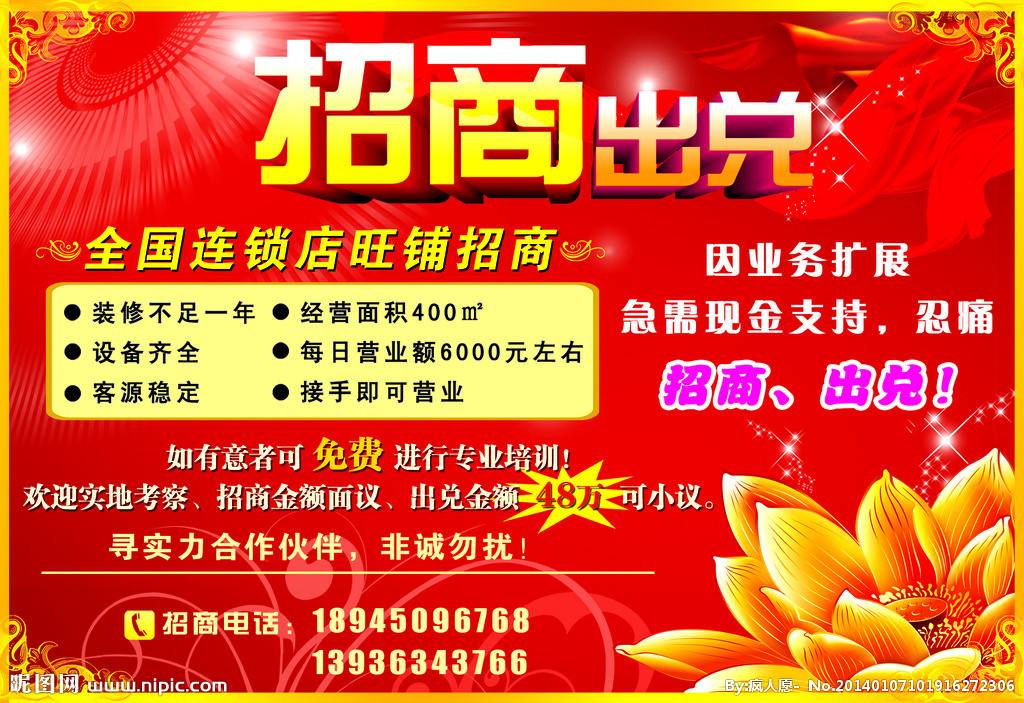 招商出兑
全国连锁店旺铺招商
● 装修不足一年 ● 经营面积400㎡
● 设备齐全 ● 每日营业额6000元左右
● 客源稳定 ● 接手即可营业
因业务扩展
急需现金支持，忍痛
招商、出兑！
如有意者可 免费 进行专业培训！
欢迎实地考察、招商金额面议、出兑金额 48万 可小议。
寻实力合作伙伴，非诚勿扰！
招商电话：18945096768
13936343766
昵图网 www.nipic.com
By:疯人愿- No.20140107101916272306